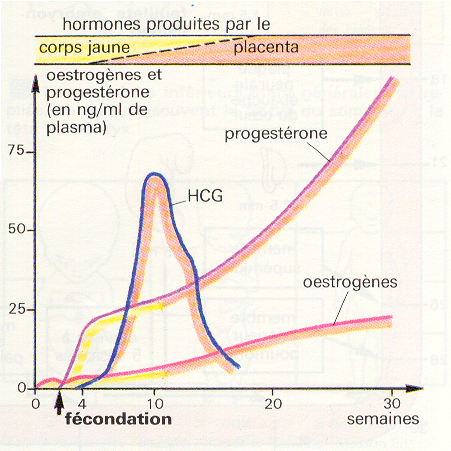 hormones produites par le
corps jaune
placenta
oestrogènes et
progestérone
(en ng/ml de
plasma)
progestérone
75
HCG
50
oestrogènes
25
0
0 4 10 20 30
fécondation
semaines